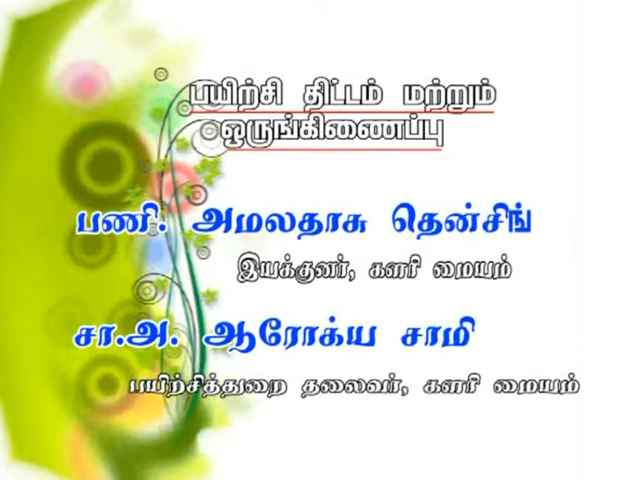 பயிற்சி திட்டம் மற்றும்
ஒருங்கிணைப்பு
பணி. அமலதாசு தென்சிங்
இயக்குனர், களரி மையம்
சா.அ. ஆரோக்ய சாமி
பயிற்சித்துறை தலைவர், களரி மையம்